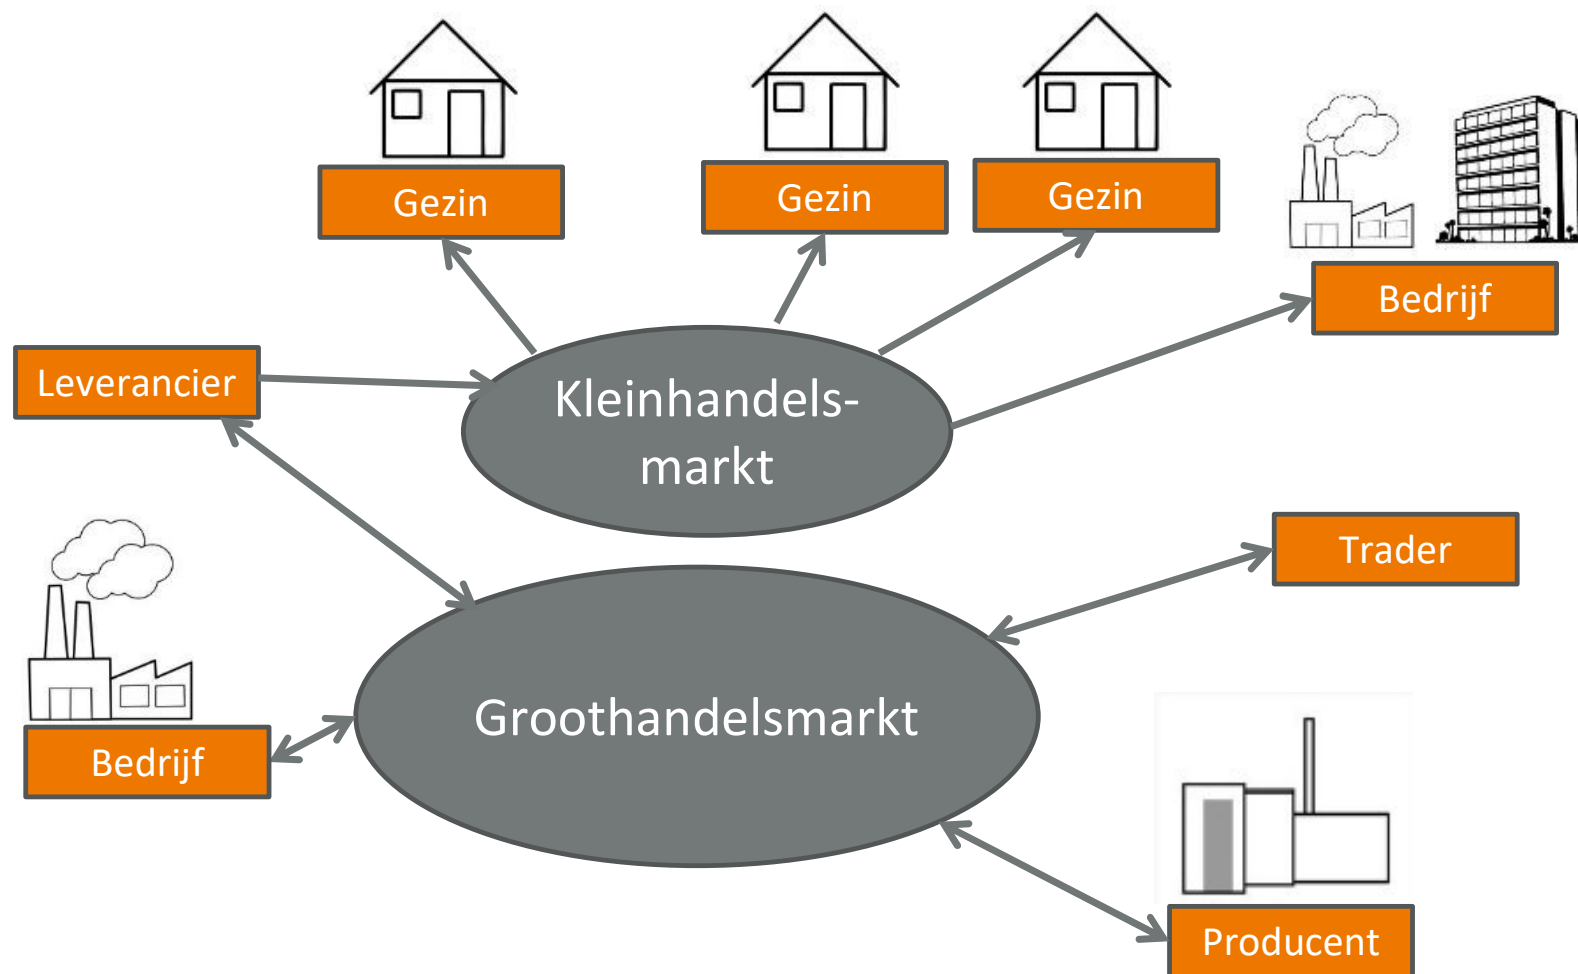 Gezin
Gezin
Gezin
Bedrijf
Leverancier
Kleinhandels-
markt
Trader
Groothandelsmarkt
Bedrijf
Producent